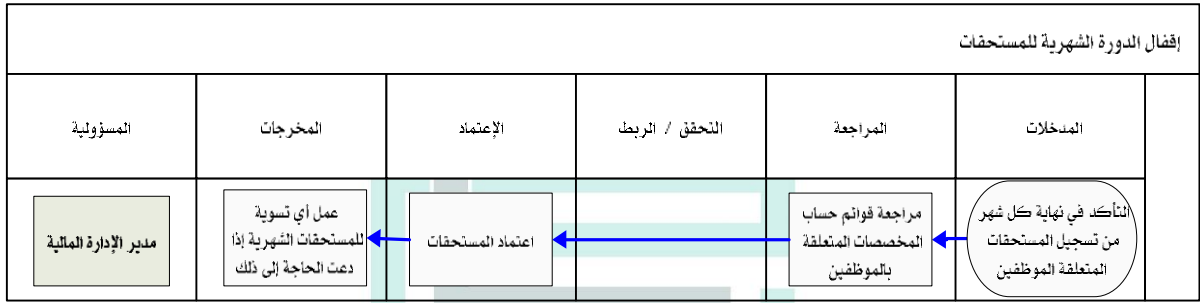 إقفال الدورة الشهرية للمستحقات
المدخلات
المراجعة
التحقق / الربط
الإعتماد
المخرجات
المسؤولية
التأكد في نهاية كل شهر
من تسجيل المستحقات
المتعلقة الموظفين
مراجعة قوائم حساب
المخصصات المتعلقة
بالموظفين
اعتماد المستحقات
عمل أي تسوية
للمستحقات الشهرية إذا
دعت الحاجة إلى ذلك
مدير الإدارة المالية